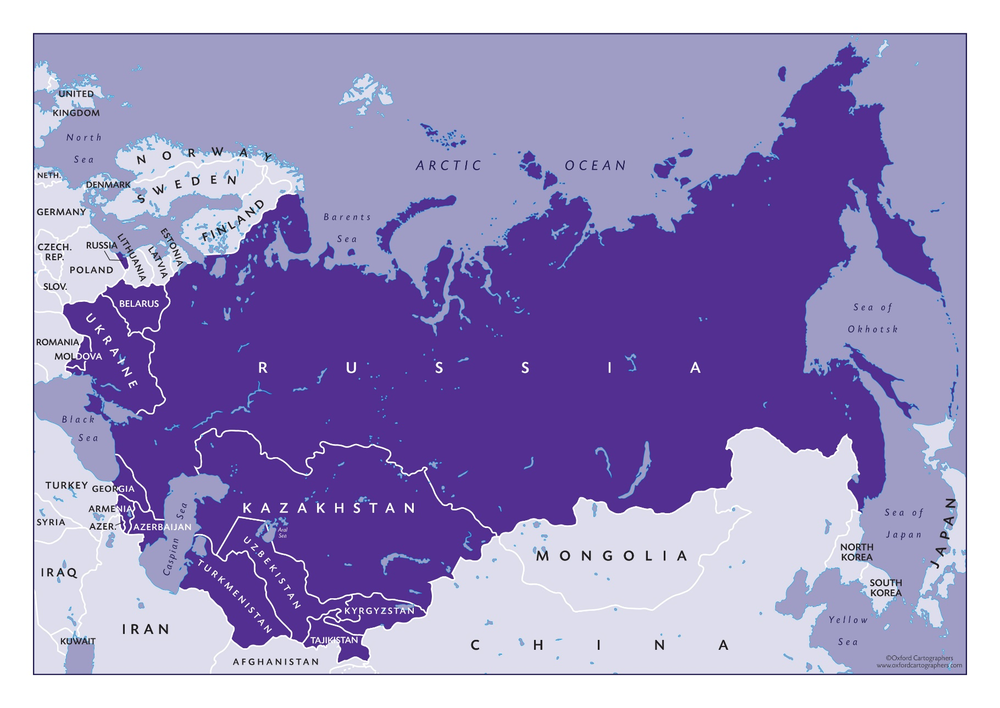 UNITED
KINGDOM
North
Sea
NORWAY
ARCTIC OCEAN
NETH.
DENMARK
SWEDEN
GERMANY
FINLAND
Barents
Sea
ESTONIA
CZECH.
REP.
RUSSIA
LITHUANIA
LATVIA
POLAND
SLOV.
BELARUS
Sea of
Okhotsk
UKRAINE
ROMANIA
MOLDOVA
RUSSIA
Black
Sea
TURKEY
GEORGIA
ARMENIA
KAZAKHSTAN
Sea of
Japan
JAPAN
SYRIA
AZER.
AZERBAIJAN
Caspian Sea
Aral
Sea
UZBEKISTAN
MONGOLIA
NORTH
KOREA
IRAQ
TURKMENISTAN
SOUTH
KOREA
KYRGYZSTAN
Yellow
Sea
IRAN
KUWAIT
TAJIKISTAN
CHINA
AFGHANISTAN
©Oxford Cartographers
www.oxfordcartographers.com